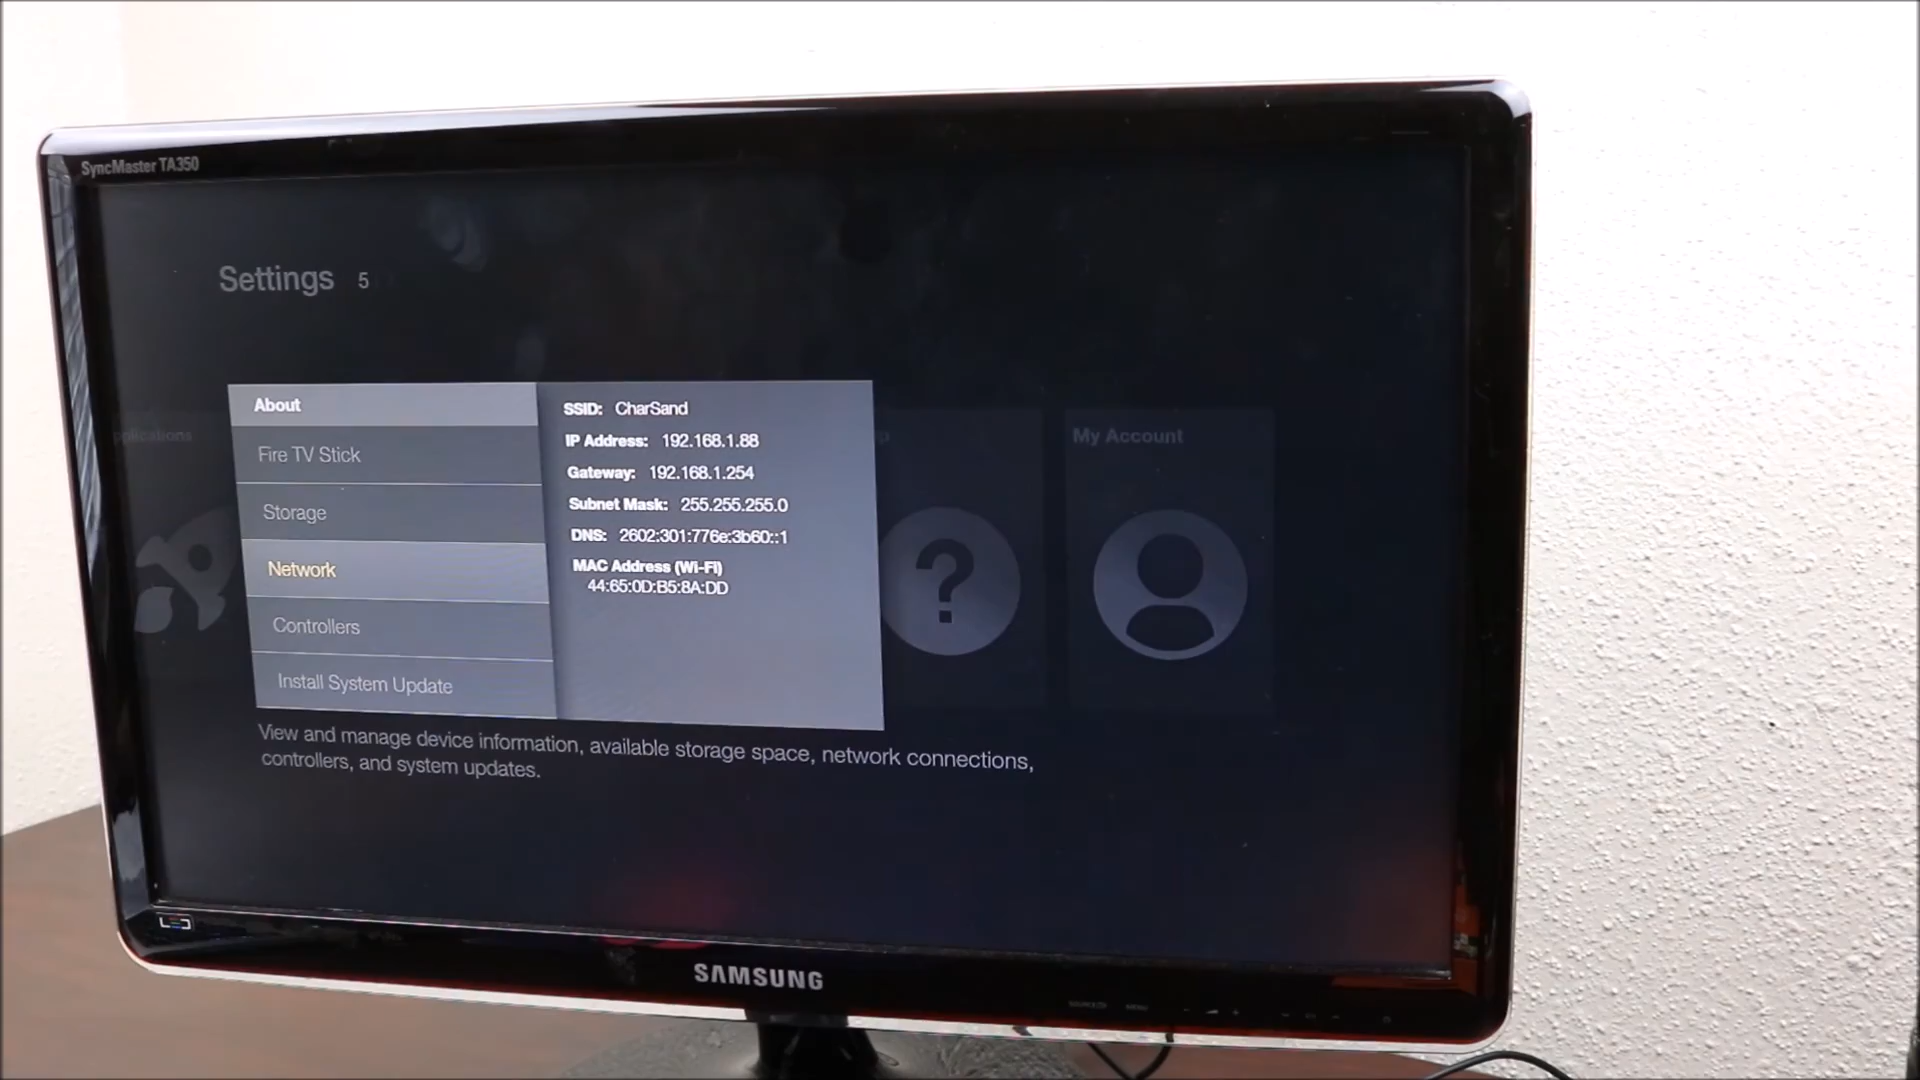 SyncMaster TA350
Settings 5
About
Fire TV Stick
Storage
Network
Controllers
Install System Update
SSID: CharSand
IP Address: 192.168.1.88
Gateway: 192.168.1.254
Subnet Mask: 255.255.255.0
DNS: 2602:301:776e:3b60::1
MAC Address (Wi-Fi)
44:65:0D:B5:8A:DD
pplications
p
My Account
?
View and manage device information, available storage space, network connections,
controllers, and system updates.
LED
SAMSUNG
MENU